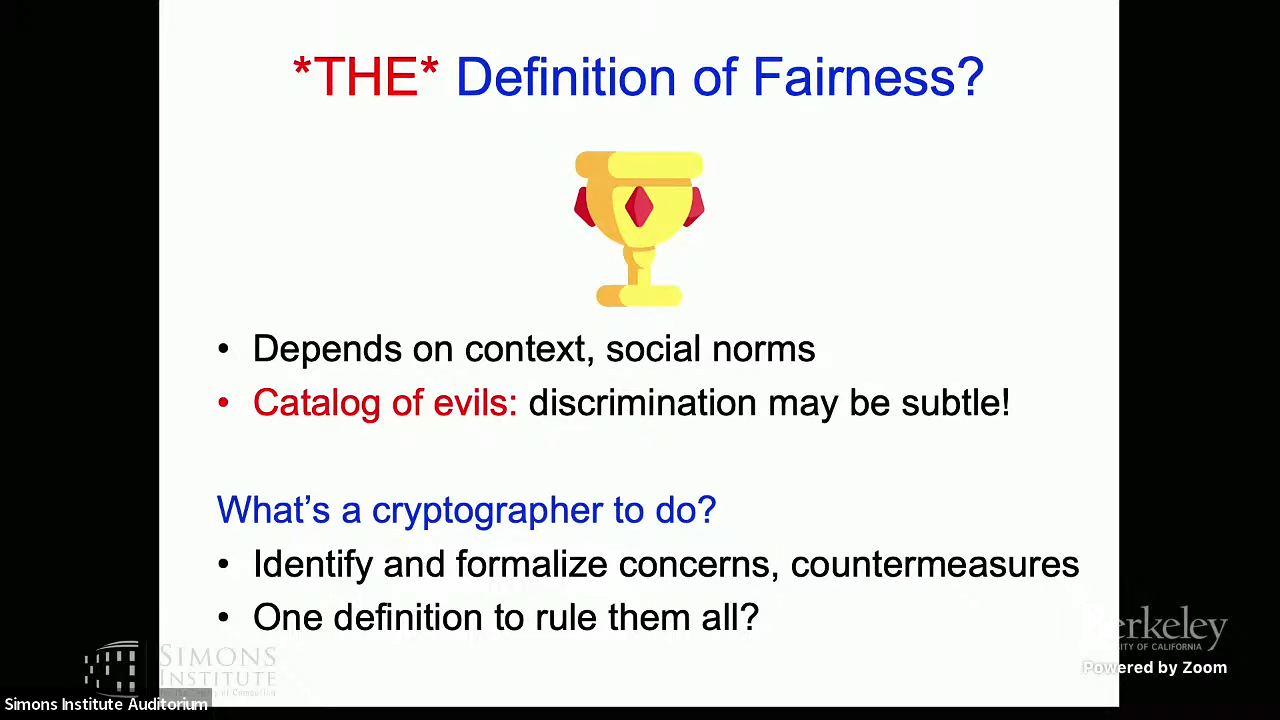 *THE* Definition of Fairness?
• Depends on context, social norms
• Catalog of evils: discrimination may be subtle!
What's a cryptographer to do?
• Identify and formalize concerns, countermeasures
• One definition to rule them all?
SIMONS
INSTITUTE
Berkeley
OF CALIFORNIA
Powered by Zoom
Simons Institute Auditorium